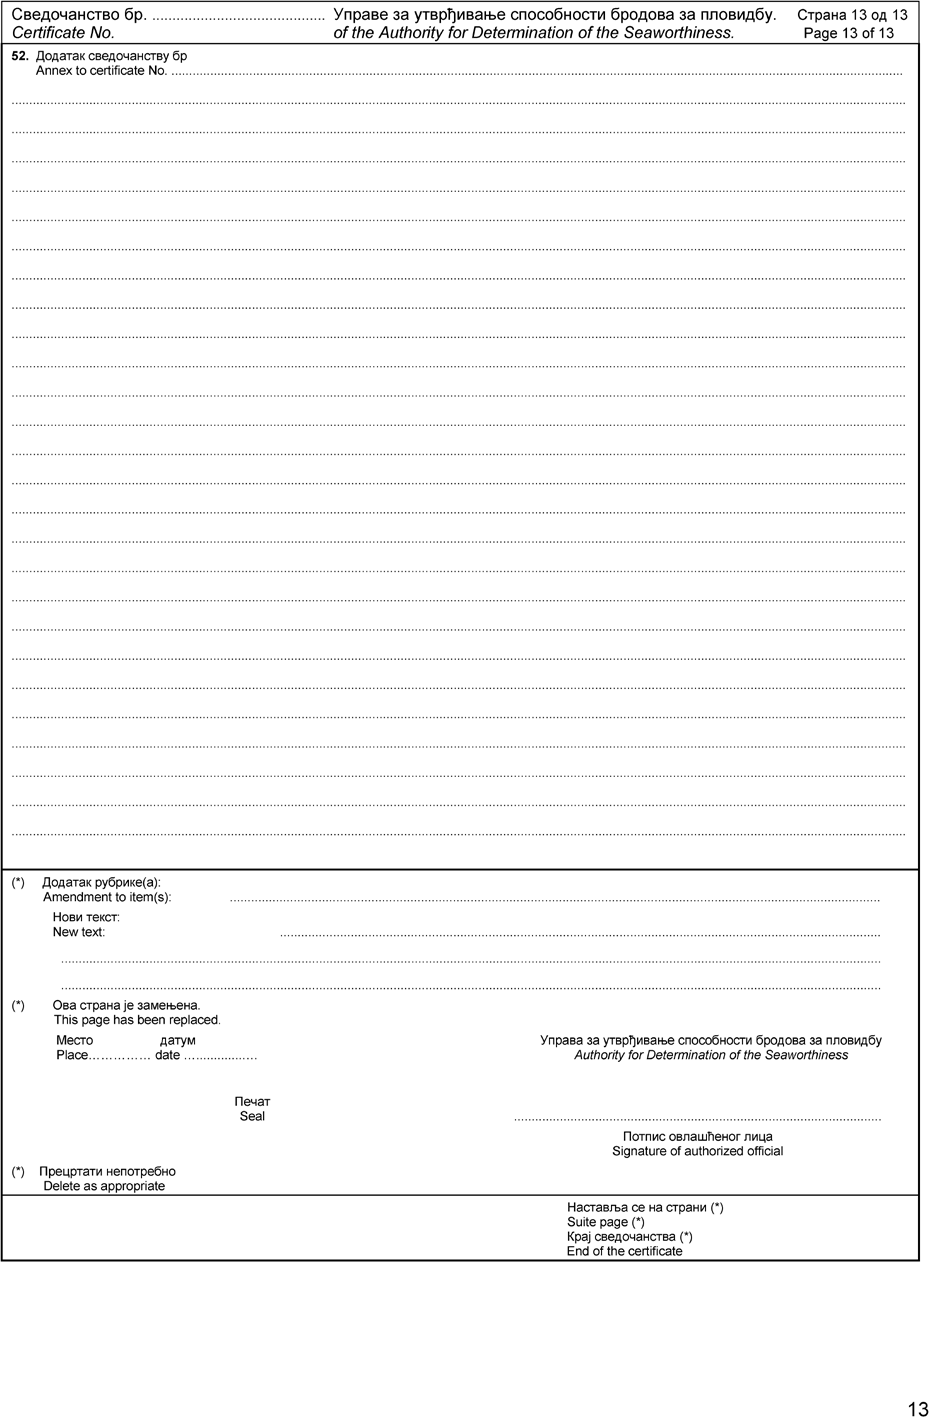 Сведочанство бр. ........................................ Управе за утврђивање способности бродова за пловидбу. Страна 13 од 13
Certificate No. of the Authority for Determination of the Seaworthiness. Page 13 of 13
52. Додатак сведочанству бр
Annex to certificate No. ........................................
(*) Додатак рубрике(а):
Amendment to item(s): ........................................
Нови текст:
New text: ........................................
(*) Ова страна је замењена.
This page has been replaced.
Место датум Управа за утврђивање способности бродова за пловидбу
Place…………… date …..............… Authority for Determination of the Seaworthiness
Печат
Seal ........................................
Потпис овлашћеног лица
Signature of authorized official
(*) Прецртати непотребно
Delete as appropriate
Наставља се на страни (*)
Suite page (*)
Крај сведочанства (*)
End of the certificate
13